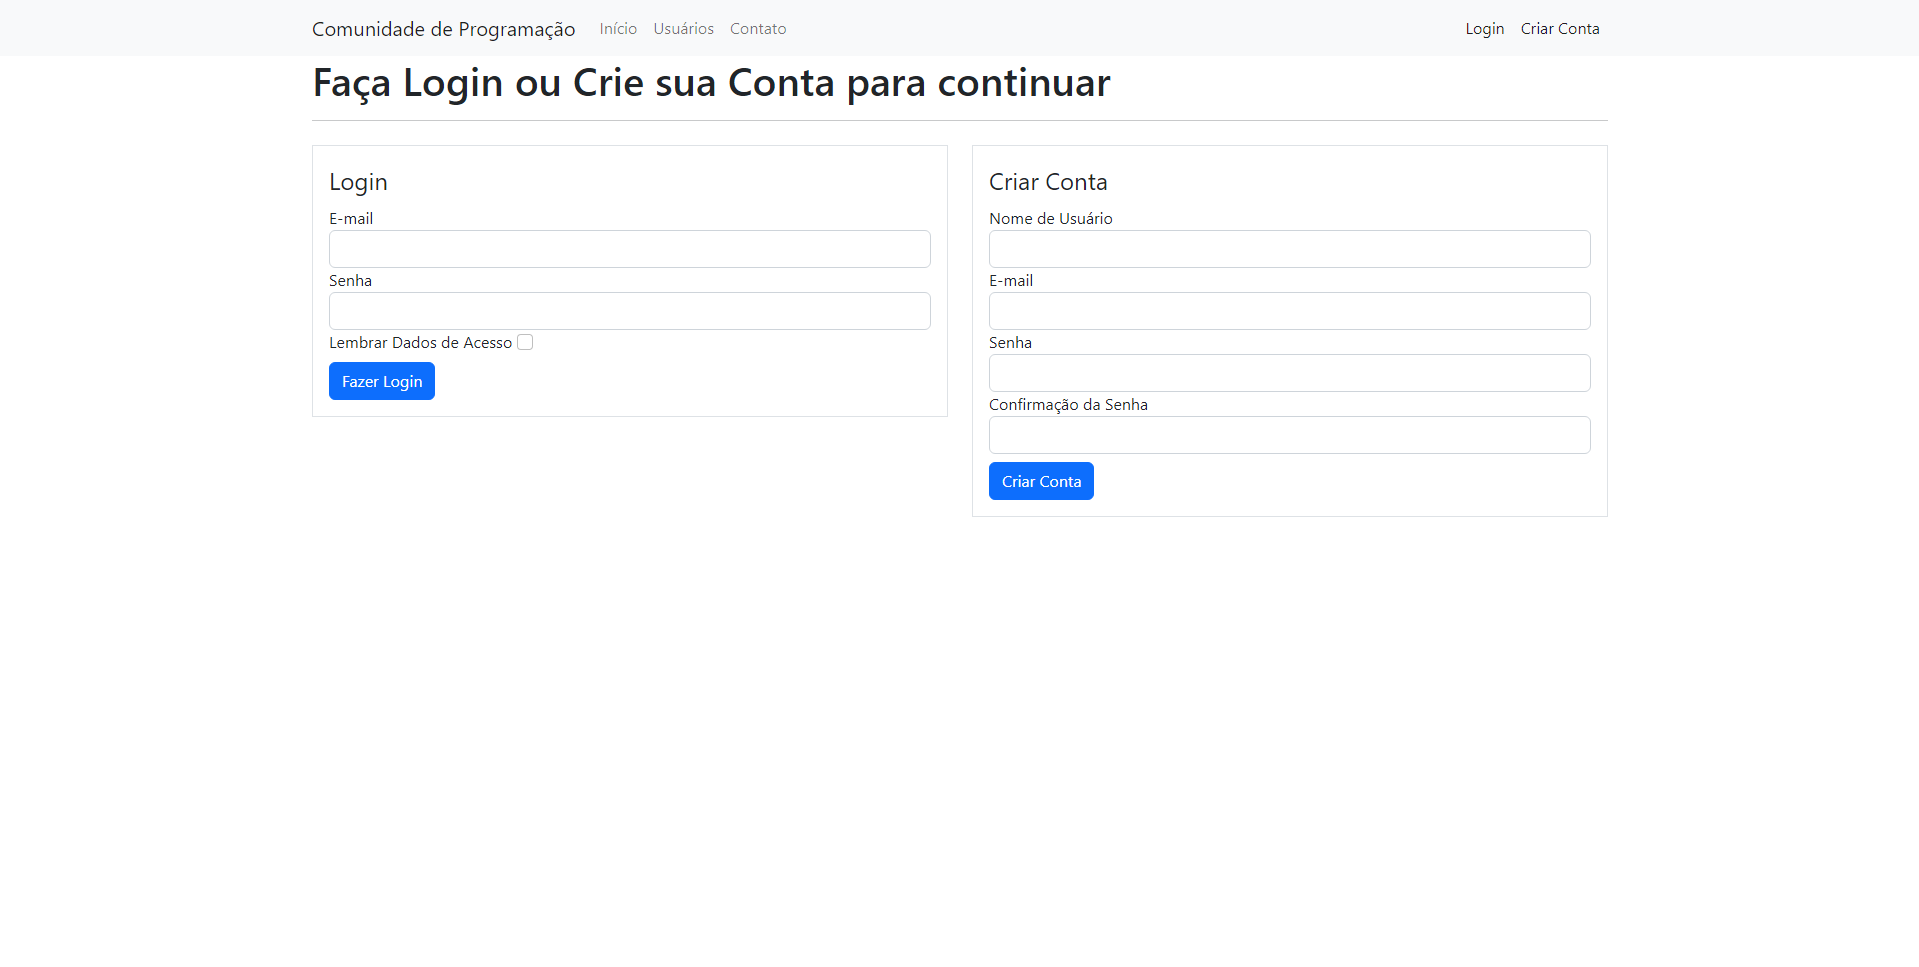 Comunidade de Programação Início Usuários Contato Login Criar Conta
Faça Login ou Crie sua Conta para continuar
Login
E-mail
Senha
Lembrar Dados de Acesso
Fazer Login
Criar Conta
Nome de Usuário
E-mail
Senha
Confirmação da Senha
Criar Conta